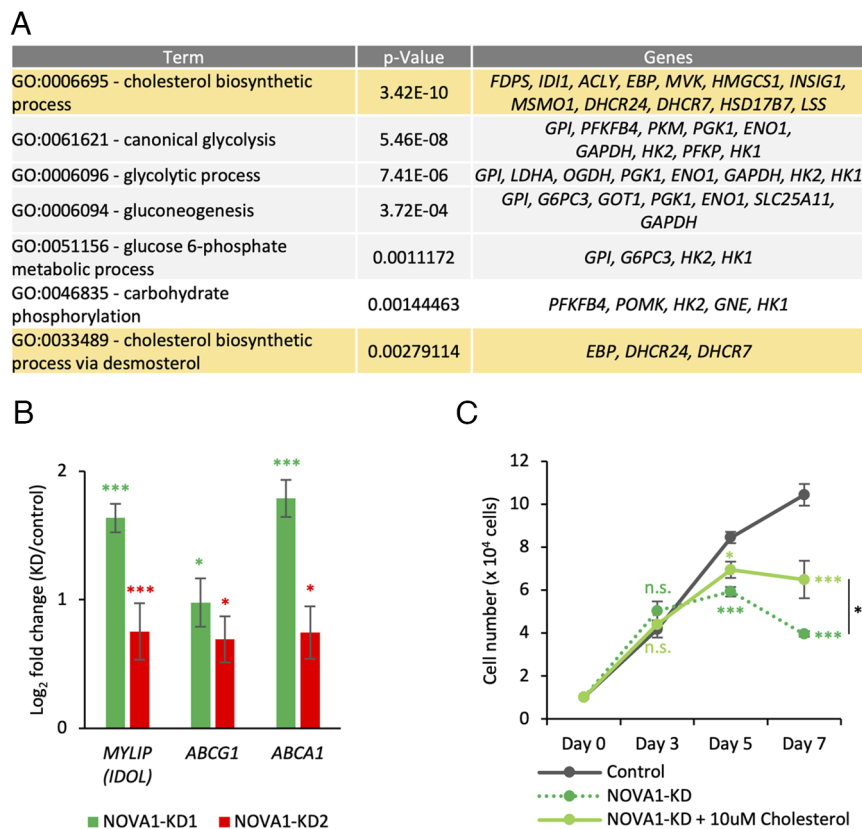 A
Term p-Value Genes
GO:0006695 - cholesterol biosynthetic
process
3.42E-10
FDPS, IDI1, ACLY, EBP, MVK, HMGCS1, INSIG1,
MSMO1, DHCR24, DHCR7, HSD17B7, LSS
GO:0061621 - canonical glycolysis
5.46E-08
GPI, PFKFB4, PKM, PGK1, ENO1,
GAPDH, HK2, PFKP, HK1
GO:0006096 - glycolytic process
7.41E-06
GPI, LDHA, OGDH, PGK1, ENO1, GAPDH, HK2, HK1
GO:0006094 - gluconeogenesis
3.72E-04
GPI, G6PC3, GOT1, PGK1, ENO1, SLC25A11,
GAPDH
GO:0051156 - glucose 6-phosphate
metabolic process
0.0011172
GPI, G6PC3, HK2, HK1
GO:0046835 - carbohydrate
phosphorylation
0.00144463
PFKFB4, POMK, HK2, GNE, HK1
GO:0033489 - cholesterol biosynthetic
process via desmosterol
0.00279114
EBP, DHCR24, DHCR7
B
Log2 fold change (KD/control)
2
1
0
***
***
*
*
***
*
MYLIP
(IDOL)
ABCG1
ABCA1
NOVA1-KD1
NOVA1-KD2
C
Cell number (x 10⁴ cells)
12
10
8
6
4
2
0
n.s.
n.s.
*
***
***
***
*
Day 0
Day 3
Day 5
Day 7
Control
NOVA1-KD
NOVA1-KD + 10uM Cholesterol